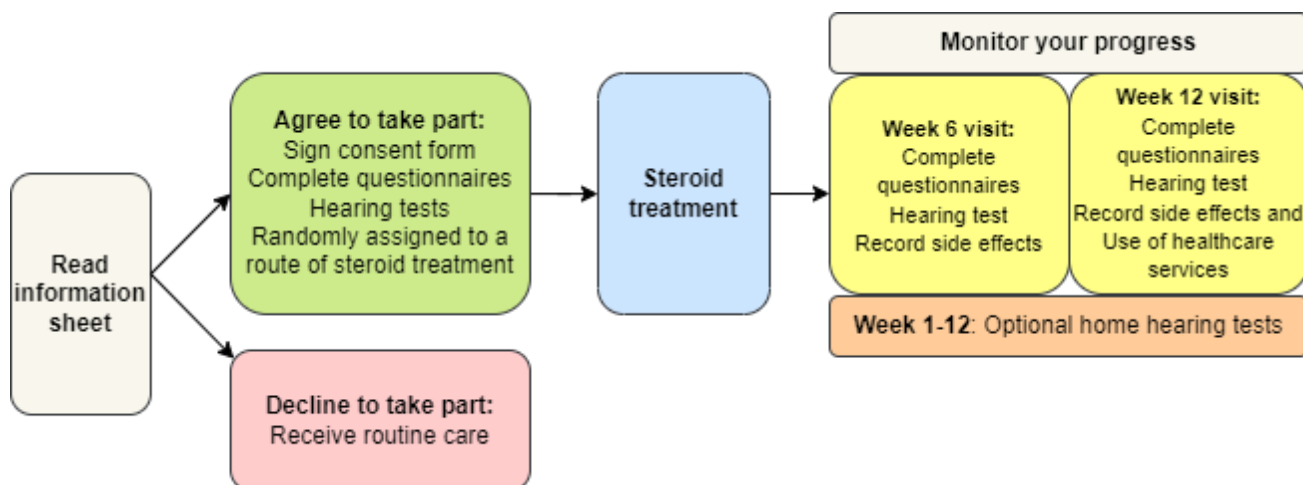 Read
information
sheet
Agree to take part:
Sign consent form
Complete questionnaires
Hearing tests
Randomly assigned to a
route of steroid treatment
Decline to take part:
Receive routine care
Steroid
treatment
Monitor your progress
Week 6 visit:
Complete
questionnaires
Hearing test
Record side effects
Week 12 visit:
Complete
questionnaires
Hearing test
Record side effects and
Use of healthcare
services
Week 1-12: Optional home hearing tests